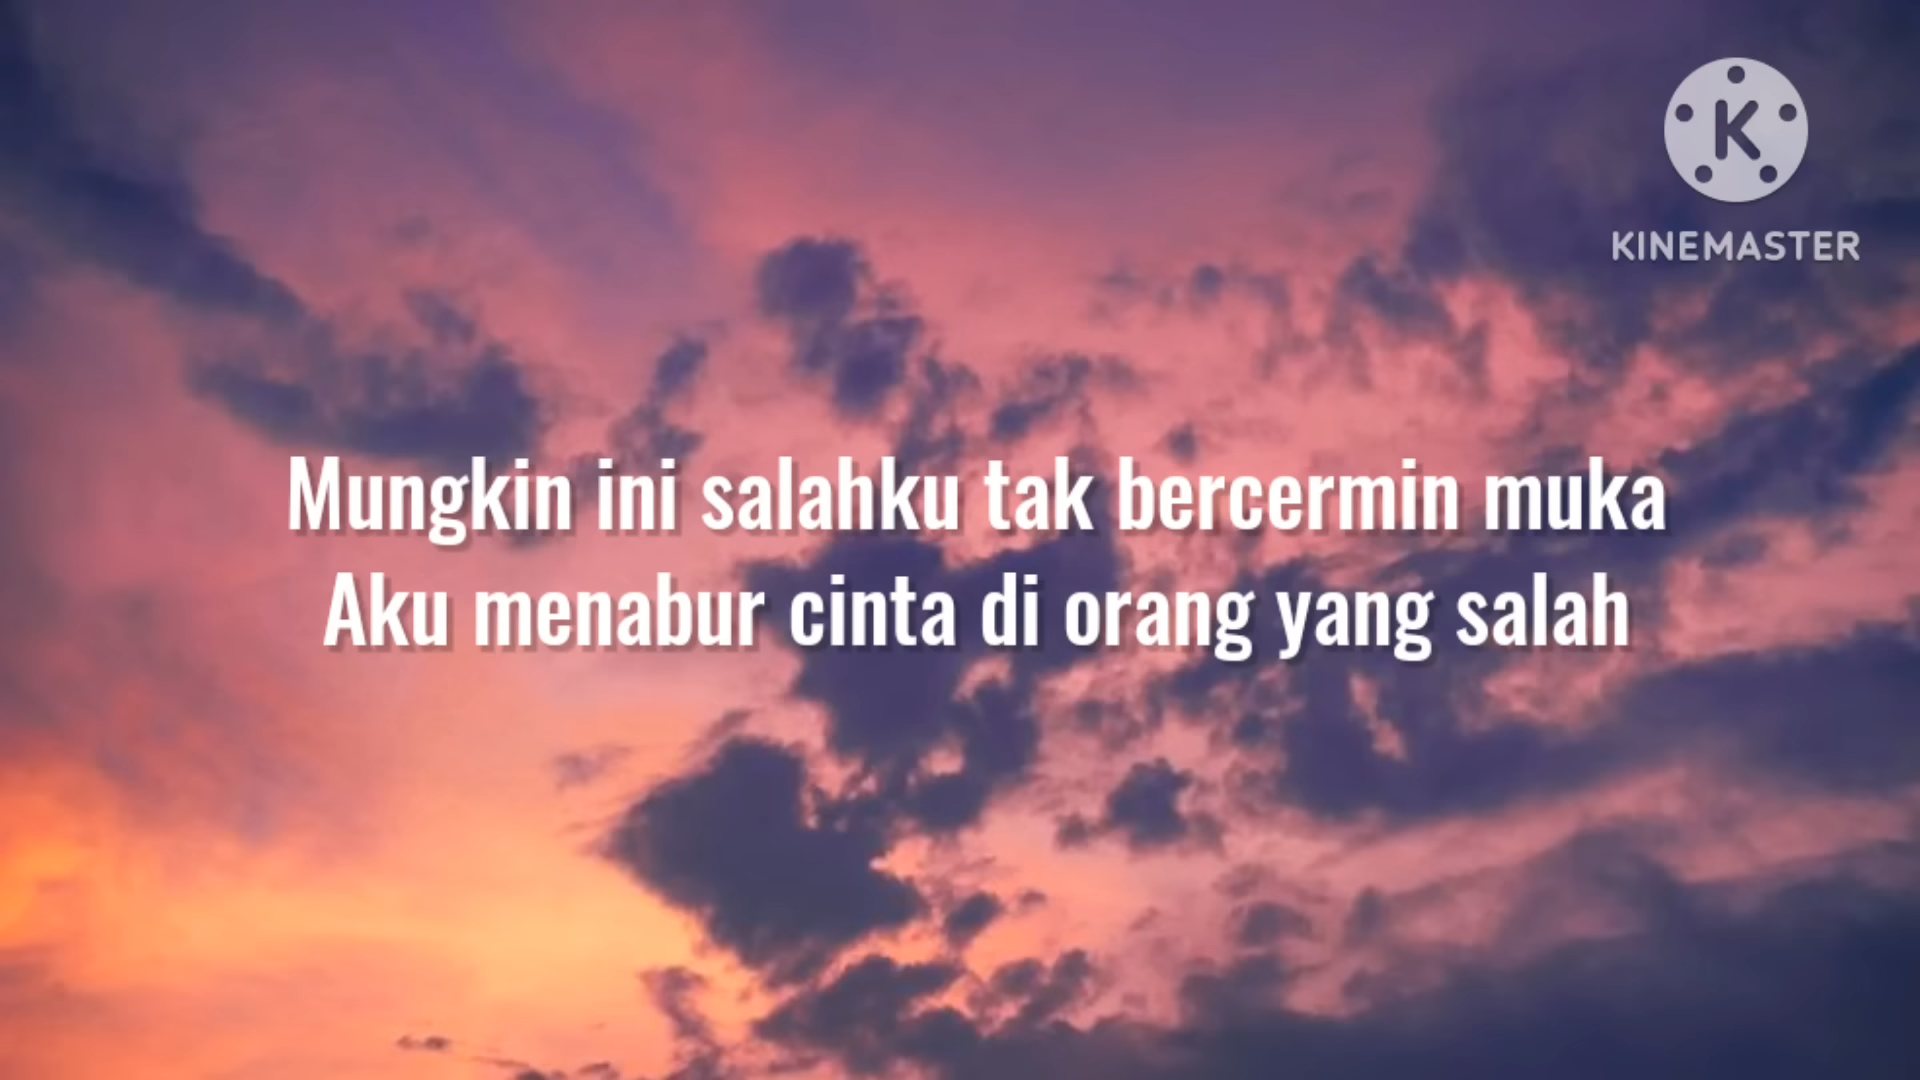 KINEMASTER
Mungkin ini salahku tak bercermin muka
Aku menabur cinta di orang yang salah